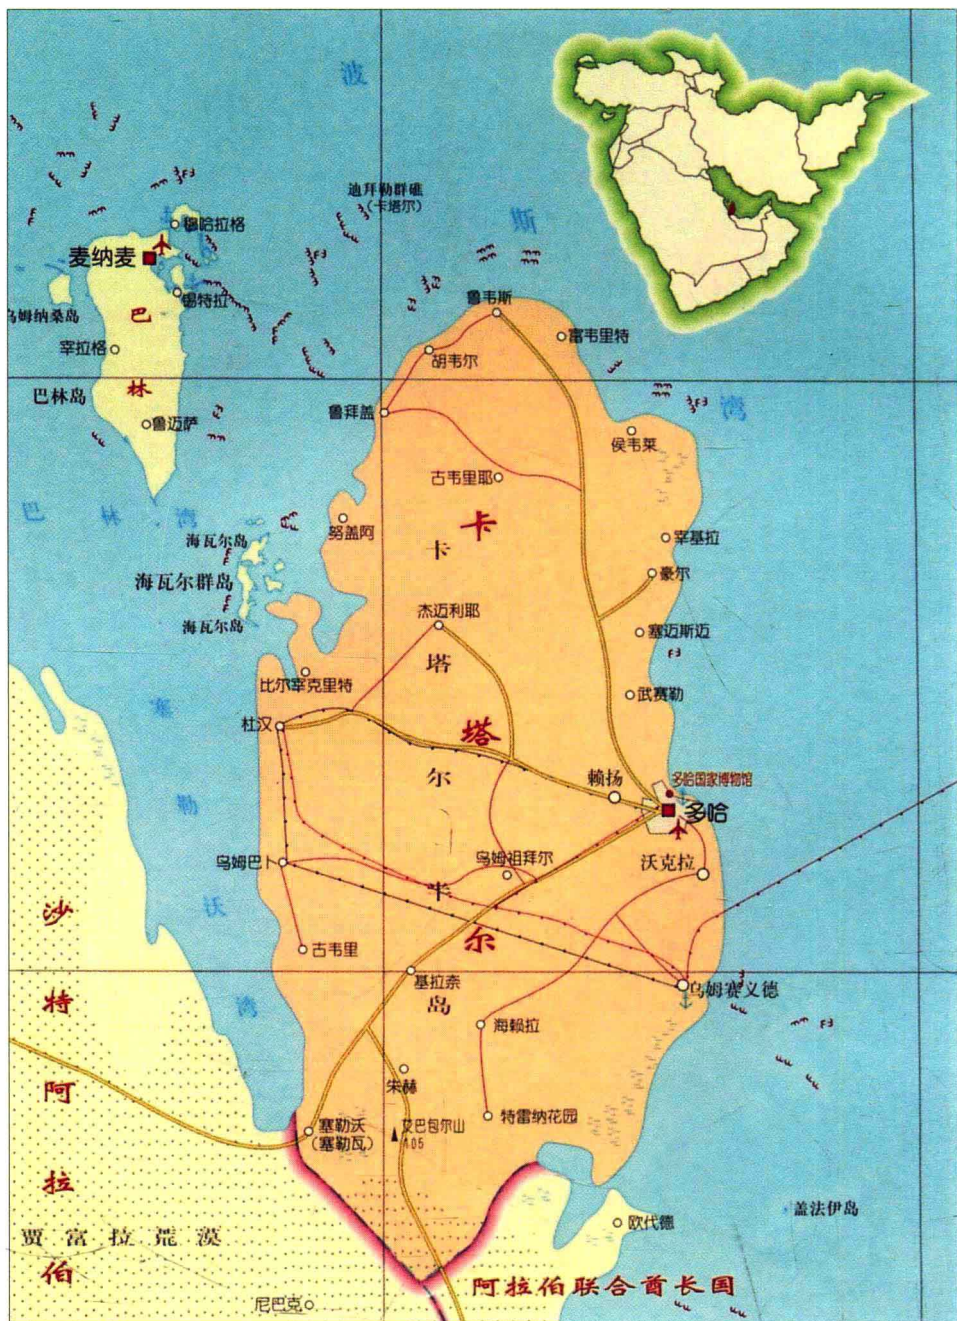 波
斯
湾
迪拜勒群礁
(卡塔尔)
穆哈拉格
麦纳麦
锡特拉
乌姆纳桑岛
巴
林
宰拉格
巴林岛
鲁迈萨
巴林湾
鲁韦斯
富韦里特
胡韦尔
鲁拜盖
侯韦莱
古韦里耶
努盖阿
海瓦尔岛
海瓦尔群岛
海瓦尔岛
宰基拉
豪尔
杰迈利耶
塞迈斯迈
比尔宰克里特
武赛勒
杜汉
卡
塔
尔
卡
塔
尔
卡
岛
赖扬
多哈国家博物馆
多哈
乌姆祖拜尔
沃克拉
乌姆巴卜
古韦里
基拉奈
乌姆赛义德
海赖拉
朱赫
特雷纳花园
艾巴包尔山
105
塞勒沃
(塞勒瓦)
塞
勒
沃
湾
沙
特
阿
拉
伯
贾富拉荒漠
尼巴克
欧代德
盖法伊岛
阿拉伯联合酋长国